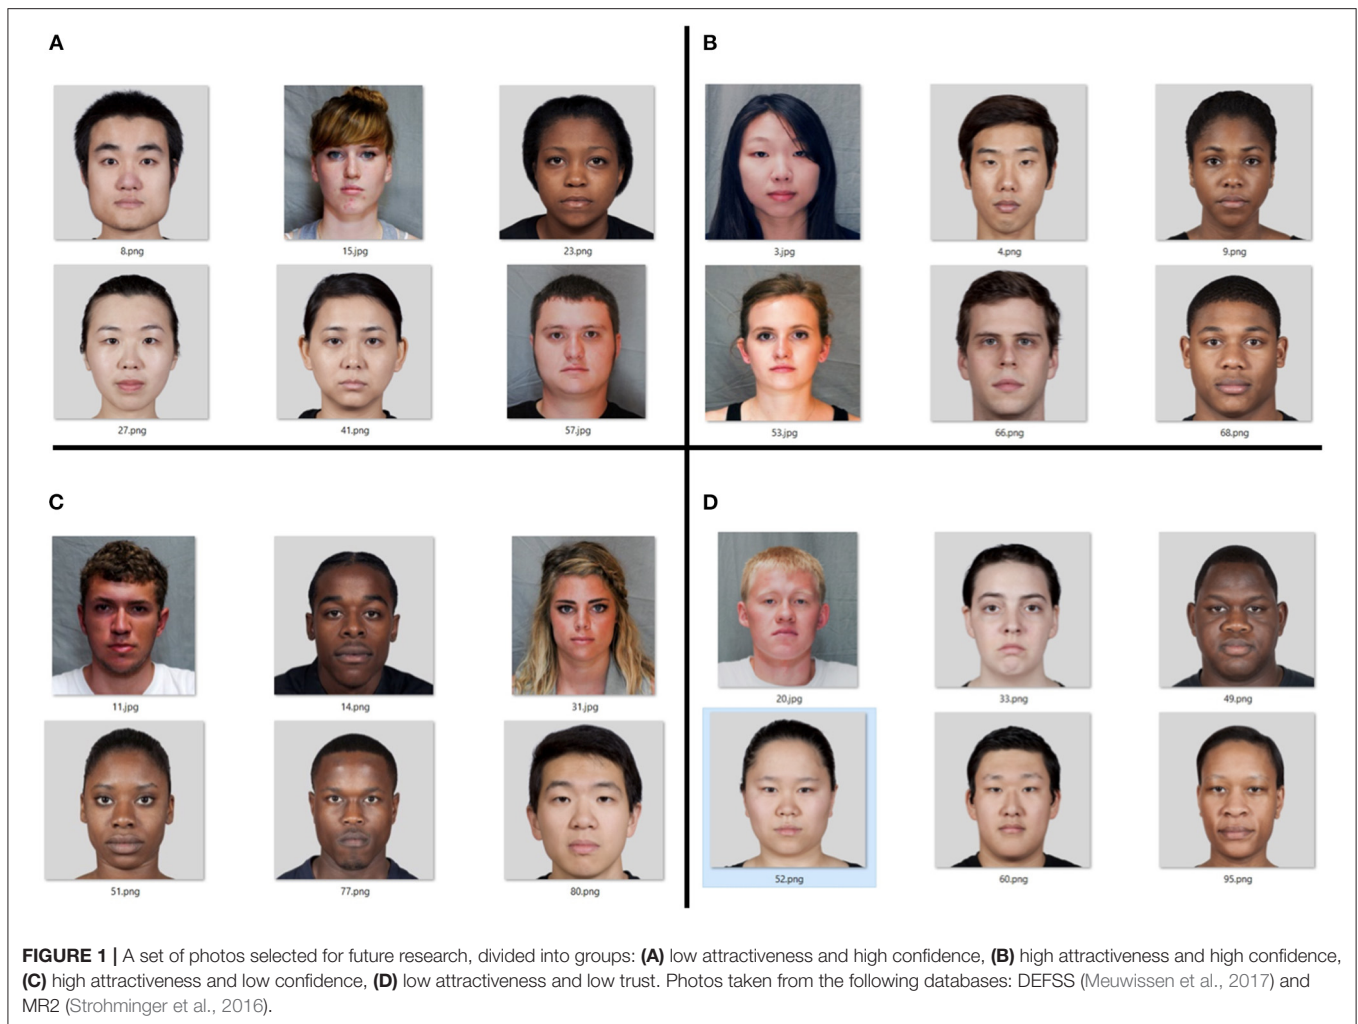 A
B
8.png
15.jpg
23.png
3.jpg
4.png
9.png
27.png
41.png
57.jpg
53.jpg
66.png
68.png
C
D
11.jpg
14.png
31.jpg
20.jpg
33.png
49.png
51.png
77.png
80.png
52.png
60.png
95.png
FIGURE 1 | A set of photos selected for future research, divided into groups: (A) low attractiveness and high confidence, (B) high attractiveness and high confidence,
(C) high attractiveness and low confidence, (D) low attractiveness and low trust. Photos taken from the following databases: DEFSS (Meuwissen et al., 2017) and
MR2 (Strohminger et al., 2016).